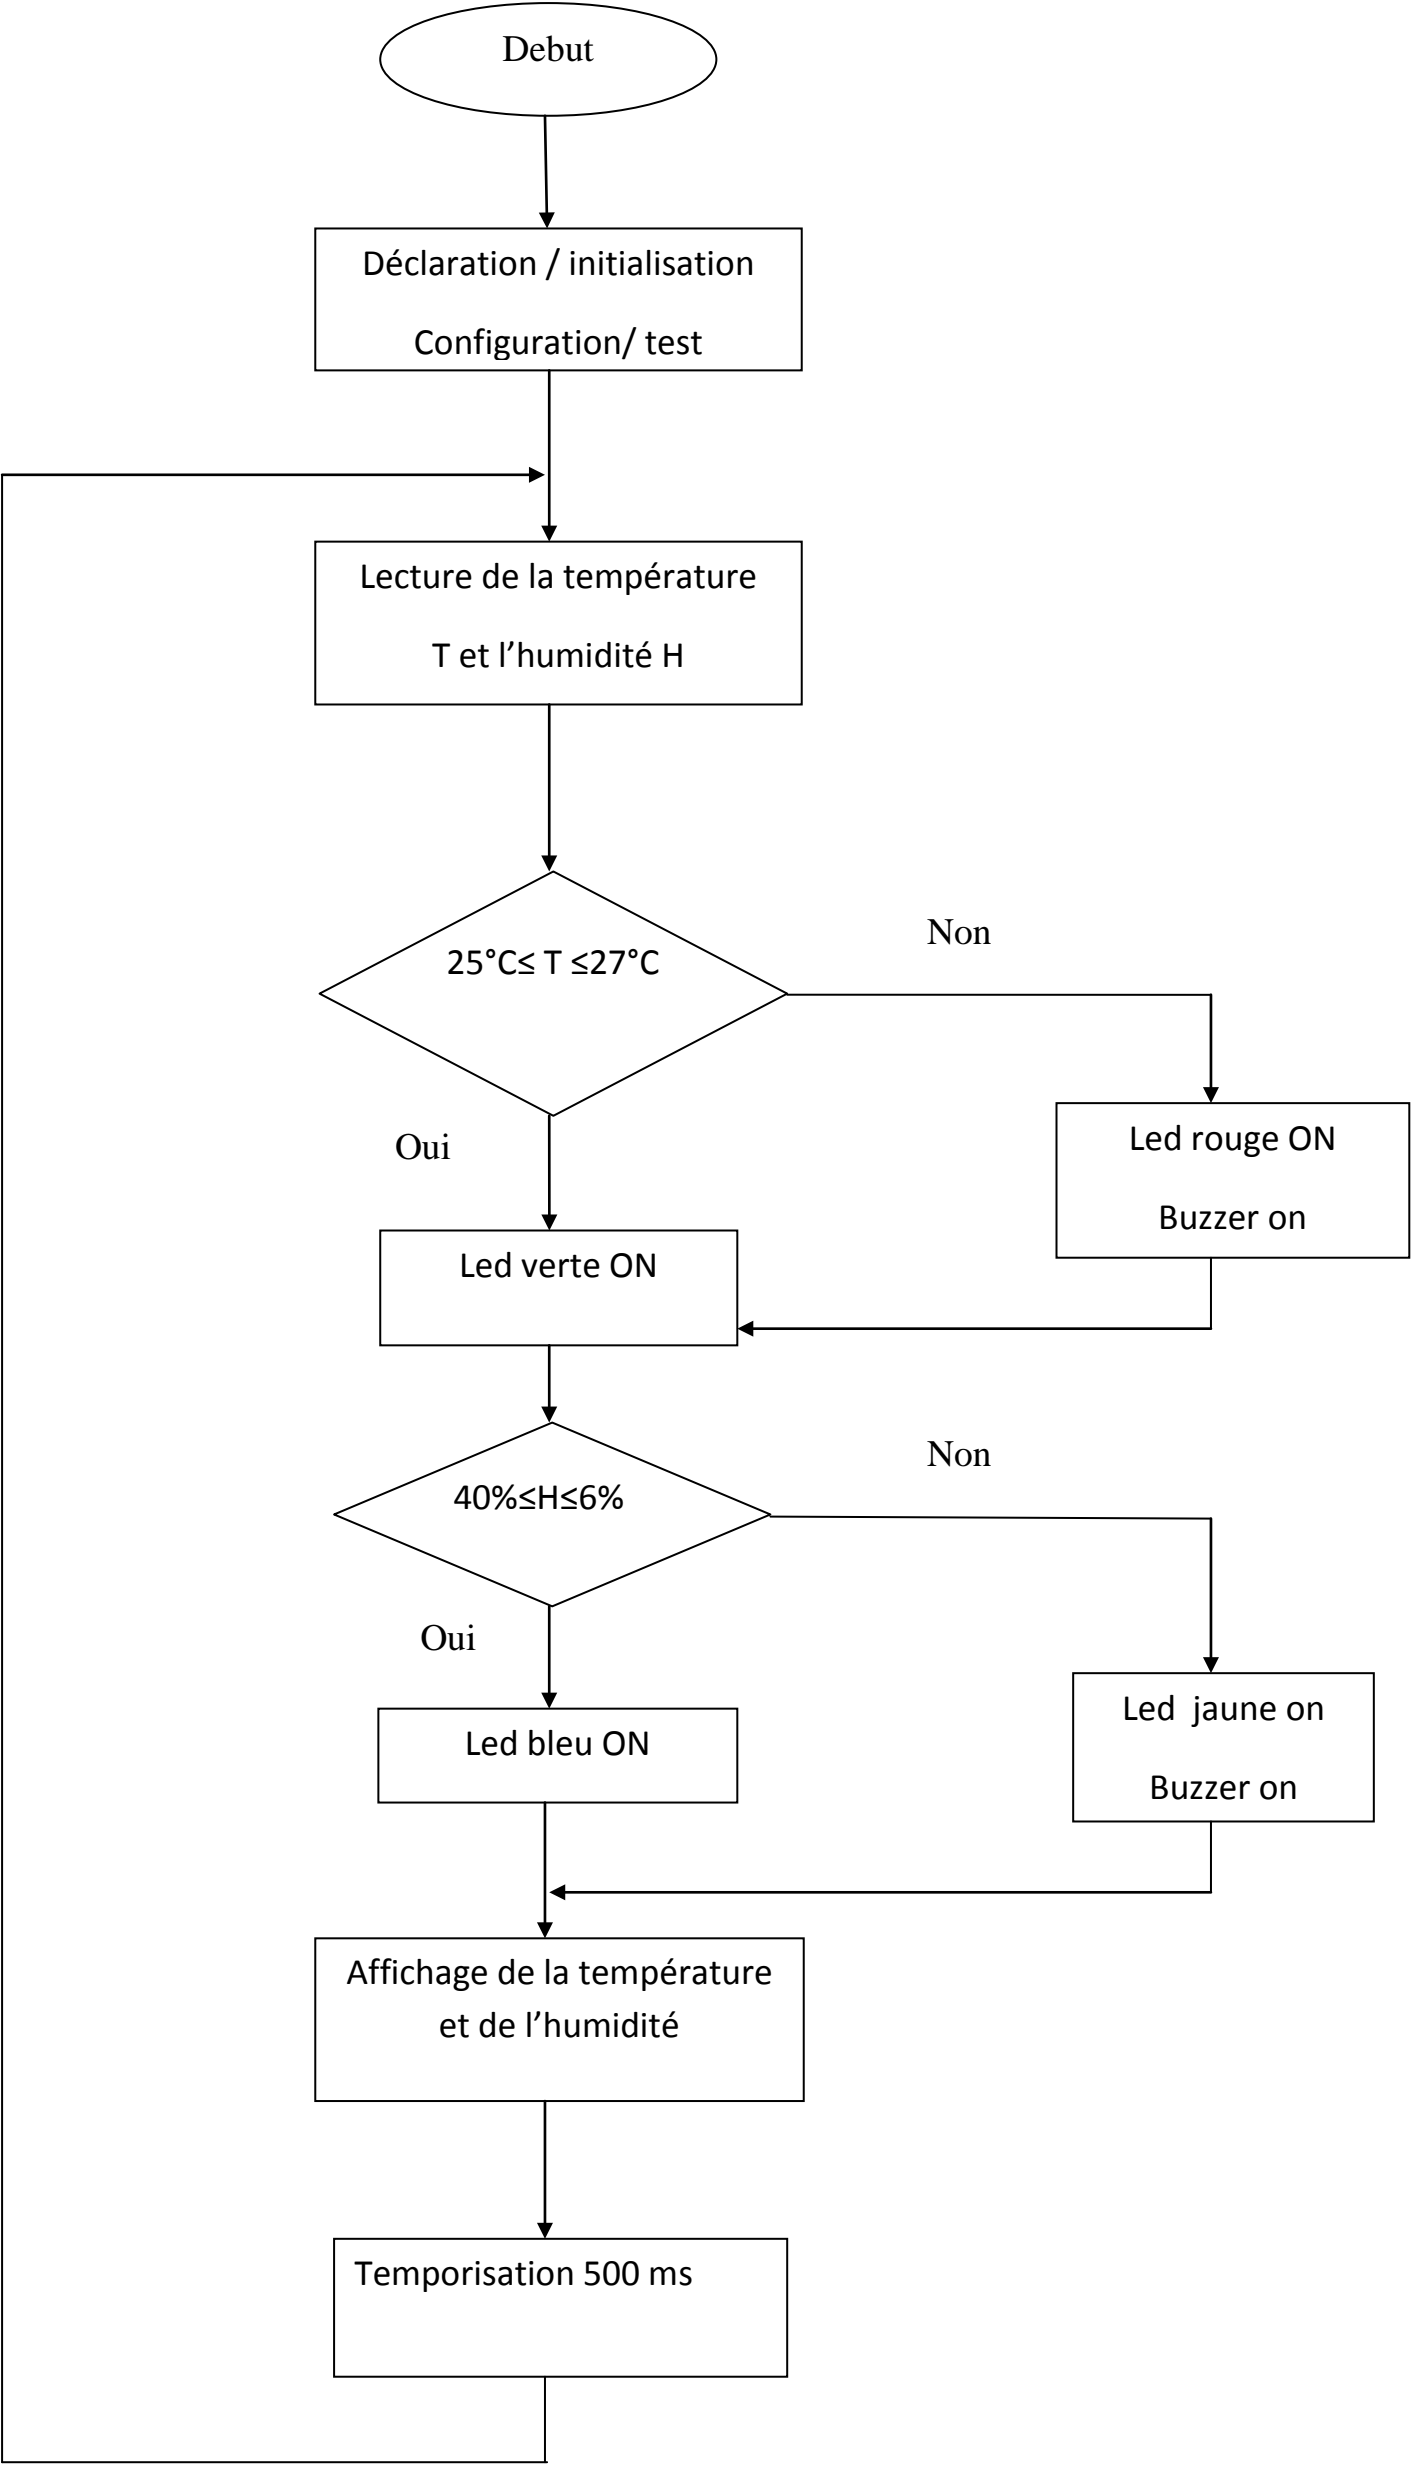 Debut
Déclaration / initialisation
Configuration/ test
Lecture de la température
T et l’humidité H
25°C≤ T ≤27°C
Non
Oui
Led rouge ON
Buzzer on
Led verte ON
40%≤H≤6%
Non
Oui
Led jaune on
Buzzer on
Led bleu ON
Affichage de la température
et de l’humidité
Temporisation 500 ms